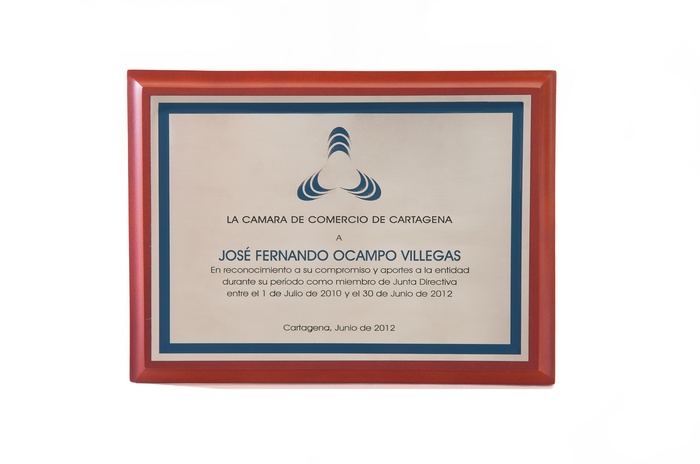 LA CAMARA DE COMERCIO DE CARTAGENA
A
JOSÉ FERNANDO OCAMPO VILLEGAS
En reconocimiento a su compromiso y aportes a la entidad
durante su período como miembro de Junta Directiva
entre el 1 de Julio de 2010 y el 30 de Junio de 2012
Cartagena, Junio de 2012